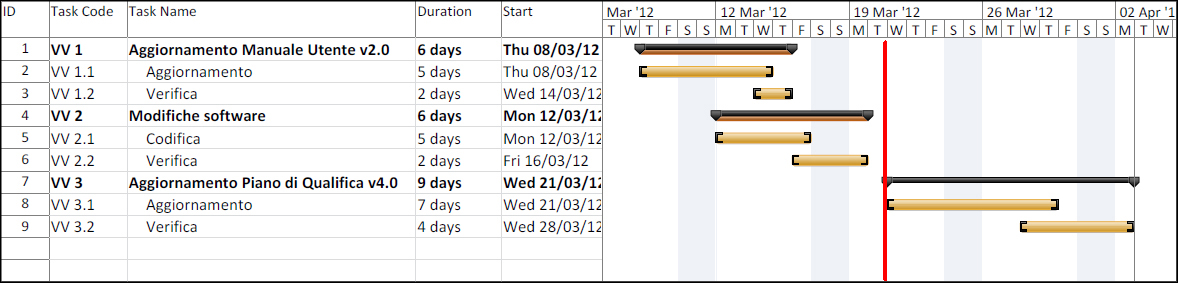 ID Task Code Task Name Duration Start Mar '12 12 Mar '12 19 Mar '12 26 Mar '12 02 Apr '1
T W T F S S M T W T F S S M T W T F S S M T W T F S S M T W
1 VV 1 Aggiornamento Manuale Utente v2.0 6 days Thu 08/03/12
2 VV 1.1 Aggiornamento 5 days Thu 08/03/12
3 VV 1.2 Verifica 2 days Wed 14/03/12
4 VV 2 Modifiche software 6 days Mon 12/03/12
5 VV 2.1 Codifica 5 days Mon 12/03/12
6 VV 2.2 Verifica 2 days Fri 16/03/12
7 VV 3 Aggiornamento Piano di Qualifica v4.0 9 days Wed 21/03/12
8 VV 3.1 Aggiornamento 7 days Wed 21/03/12
9 VV 3.2 Verifica 4 days Wed 28/03/12